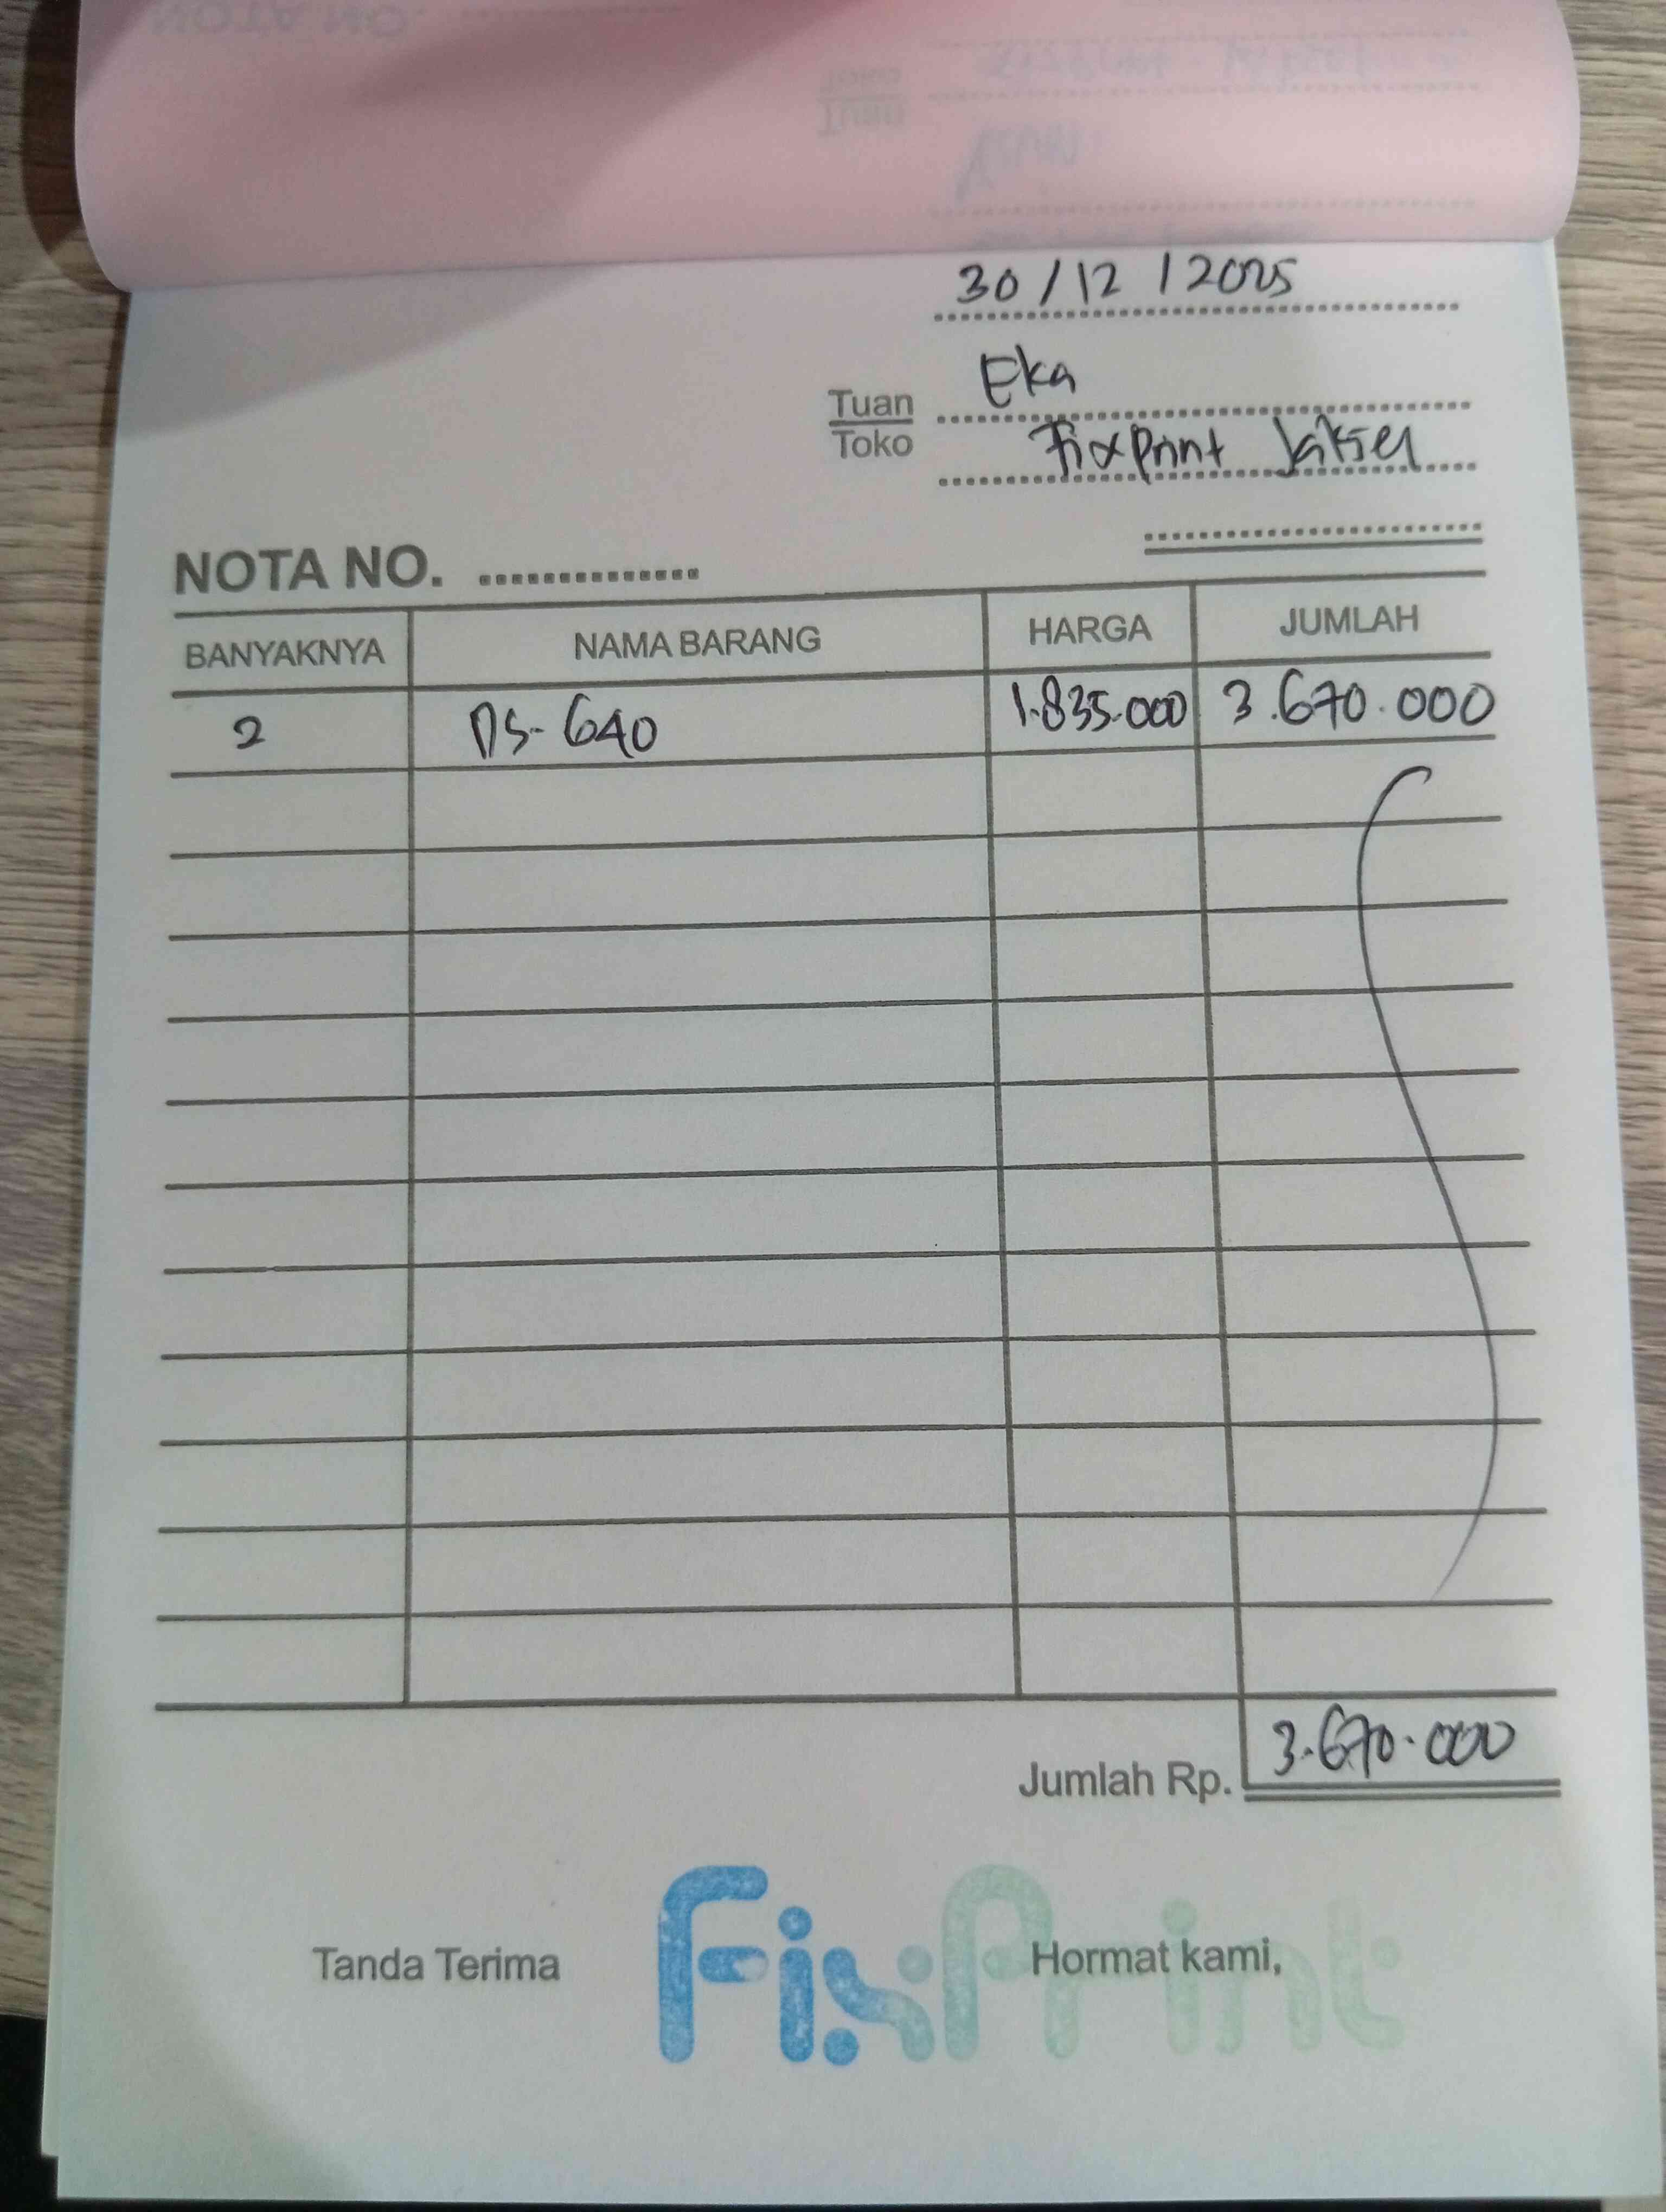 30/12/2025
Eka
Tuan
Toko
FixPrint Jaksel
NOTA NO. ..............
BANYAKNYA NAMA BARANG HARGA JUMLAH
2 DS-640 1.835.000 3.670.000
Jumlah Rp. 3.670.000
FixPrint
Tanda Terima Hormat kami,